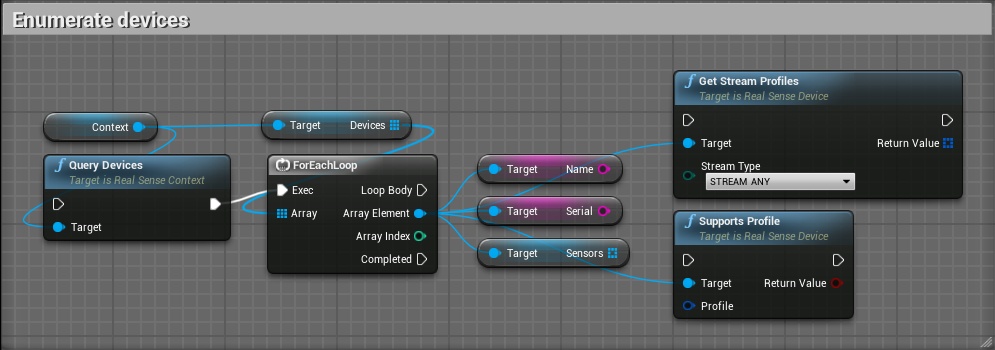 Enumerate devices
Context
Target Devices
f Query Devices
Target is Real Sense Context
Target
ForEachLoop
Exec Loop Body
Array Array Element
Array Index
Completed
Target Name
Target Serial
Target Sensors
f Get Stream Profiles
Target is Real Sense Device
Target Return Value
Stream Type
STREAM ANY
f Supports Profile
Target is Real Sense Device
Target Return Value
Profile